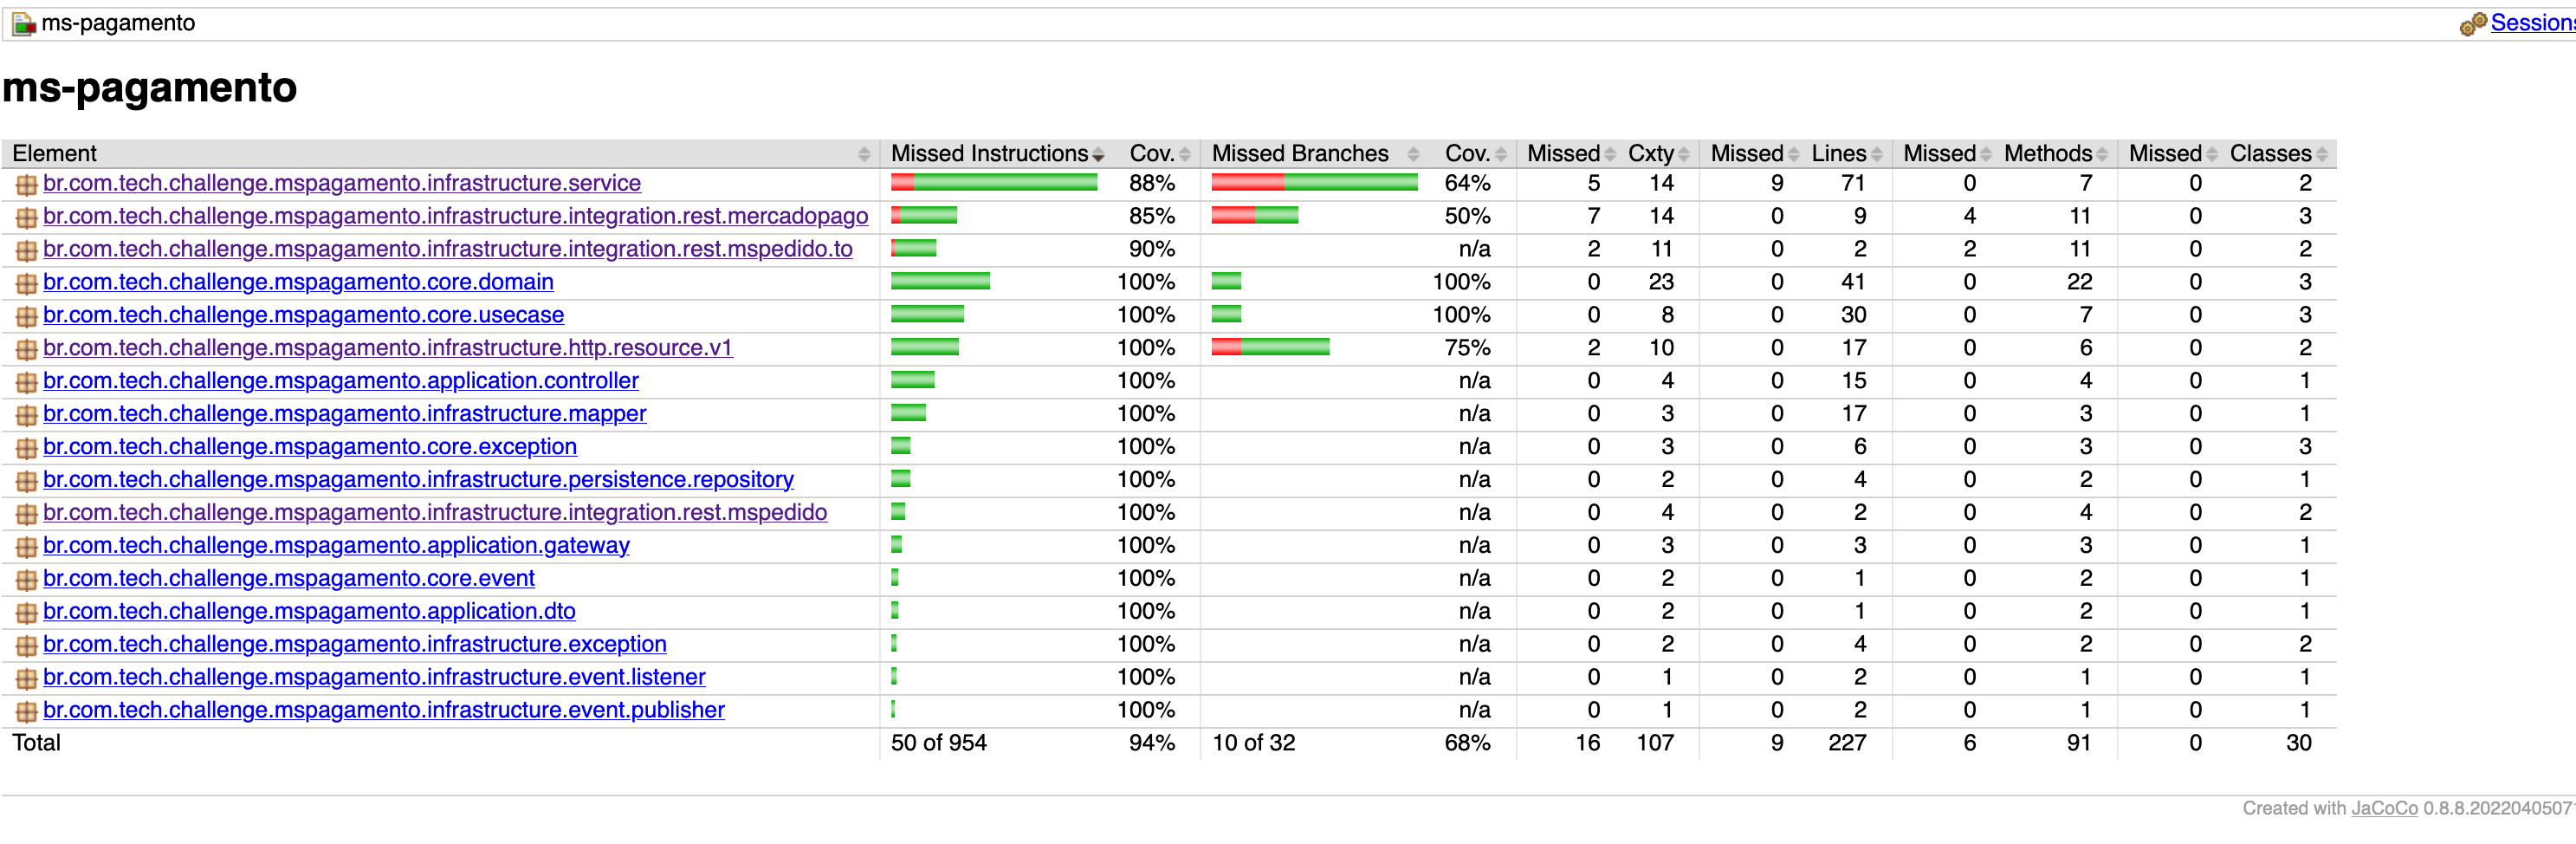 ms-pagamento Sessions
ms-pagamento
Element Missed Instructions Cov. Missed Branches Cov. Missed Cxty Missed Lines Missed Methods Missed Classes
br.com.tech.challenge.mspagamento.infrastructure.service 88% 64% 5 14 9 71 0 7 0 2
br.com.tech.challenge.mspagamento.infrastructure.integration.rest.mercadopago 85% 50% 7 14 0 9 4 11 0 3
br.com.tech.challenge.mspagamento.infrastructure.integration.rest.mspedido.to 90% n/a 2 11 0 2 2 11 0 2
br.com.tech.challenge.mspagamento.core.domain 100% 100% 0 23 0 41 0 22 0 3
br.com.tech.challenge.mspagamento.core.usecase 100% 100% 0 8 0 30 0 7 0 3
br.com.tech.challenge.mspagamento.infrastructure.http.resource.v1 100% 75% 2 10 0 17 0 6 0 2
br.com.tech.challenge.mspagamento.application.controller 100% n/a 0 4 0 15 0 4 0 1
br.com.tech.challenge.mspagamento.infrastructure.mapper 100% n/a 0 3 0 17 0 3 0 1
br.com.tech.challenge.mspagamento.core.exception 100% n/a 0 3 0 6 0 3 0 3
br.com.tech.challenge.mspagamento.infrastructure.persistence.repository 100% n/a 0 2 0 4 0 2 0 1
br.com.tech.challenge.mspagamento.infrastructure.integration.rest.mspedido 100% n/a 0 4 0 2 0 4 0 2
br.com.tech.challenge.mspagamento.application.gateway 100% n/a 0 3 0 3 0 3 0 1
br.com.tech.challenge.mspagamento.core.event 100% n/a 0 2 0 1 0 2 0 1
br.com.tech.challenge.mspagamento.application.dto 100% n/a 0 2 0 1 0 2 0 1
br.com.tech.challenge.mspagamento.infrastructure.exception 100% n/a 0 2 0 4 0 2 0 2
br.com.tech.challenge.mspagamento.infrastructure.event.listener 100% n/a 0 1 0 2 0 1 0 1
br.com.tech.challenge.mspagamento.infrastructure.event.publisher 100% n/a 0 1 0 2 0 1 0 1
Total 50 of 954 94% 10 of 32 68% 16 107 9 227 6 91 0 30
Created with JaCoCo 0.8.8.2022040507